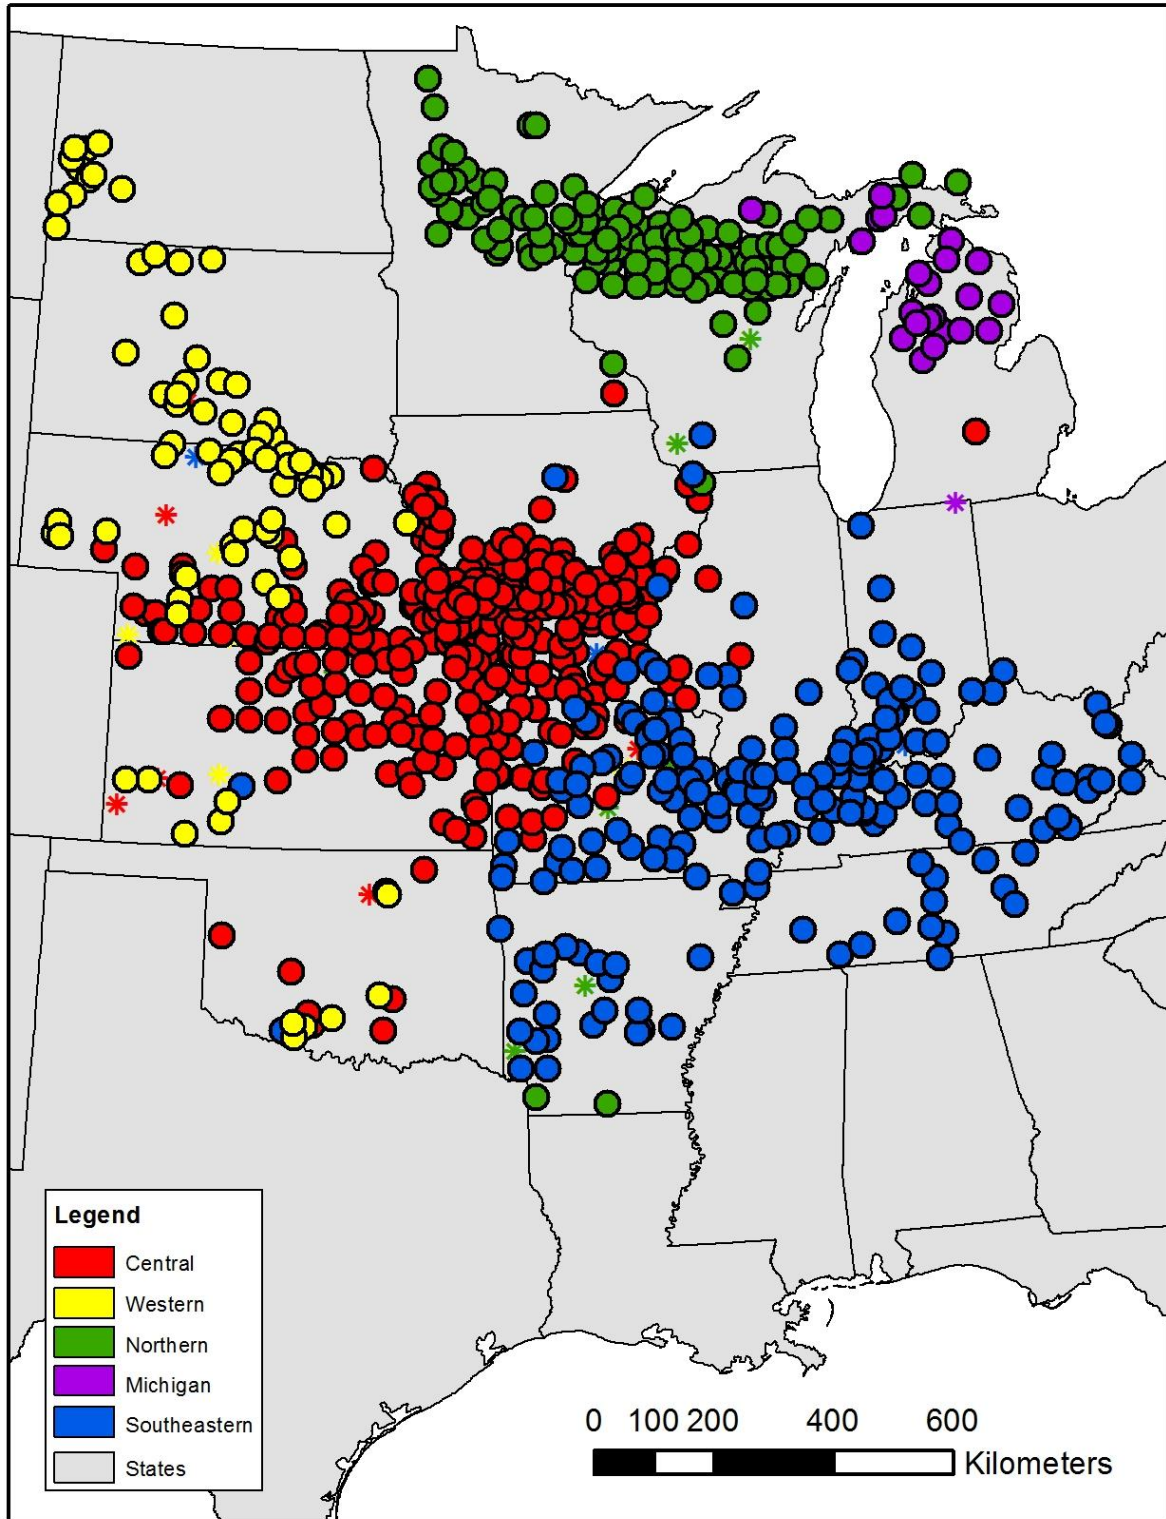 Legend
Central
Western
Northern
Michigan
Southeastern
States
0 100 200 400 600
Kilometers